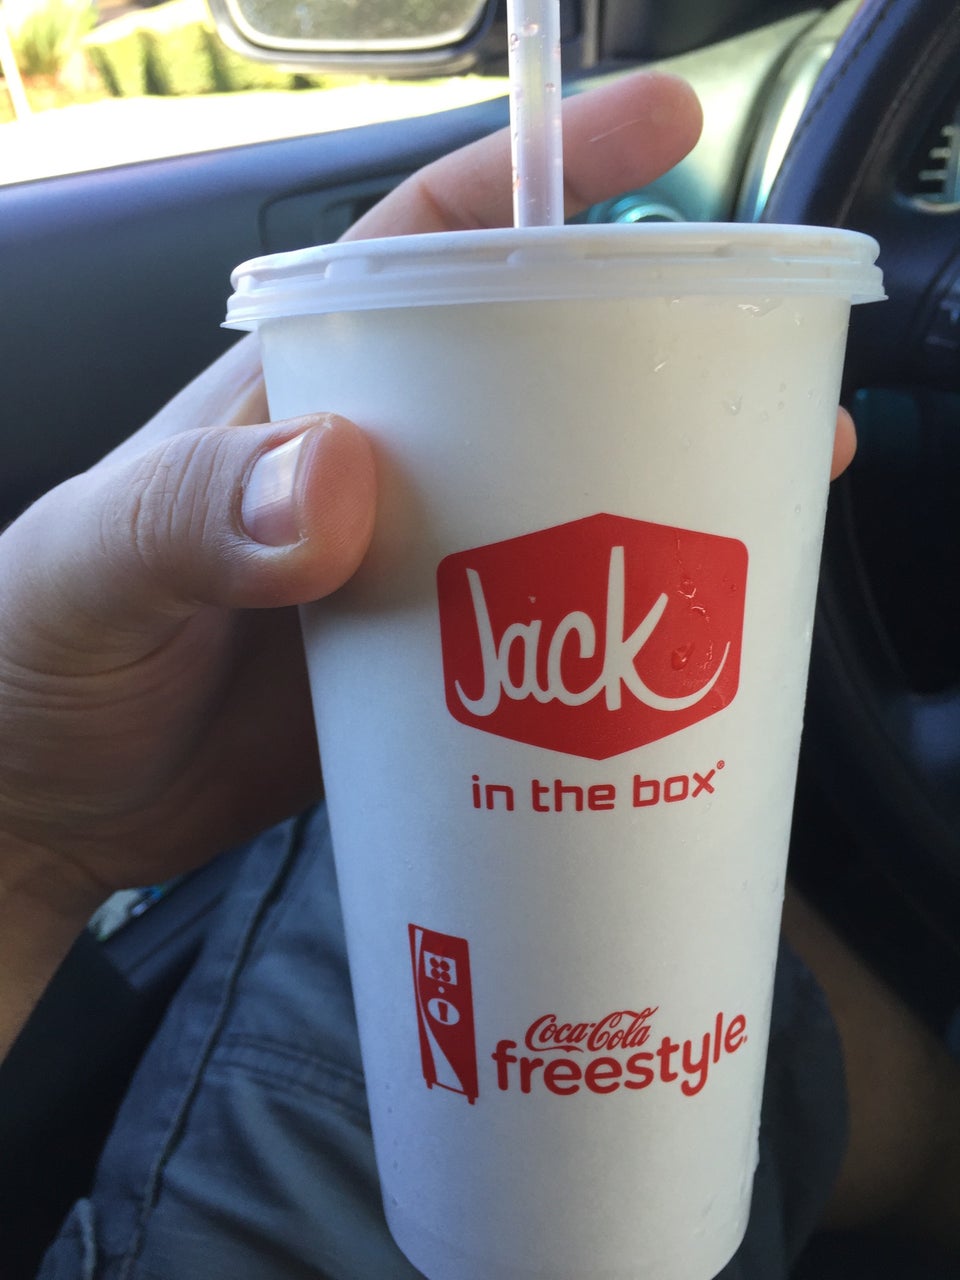 Jack
in the box®
Coca-Cola
freestyle.